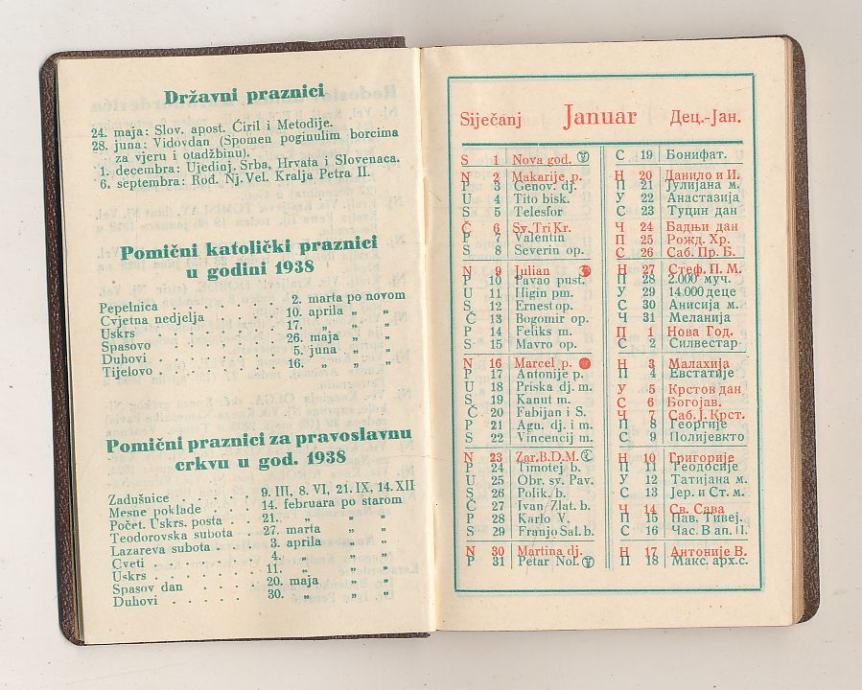 Državni praznici
24. maja: Slov. apost. Ćiril i Metodije.
28. juna: Vidovdan (Spomen poginulim borcima
za vjeru i otadžbinu).
1. decembra: Ujedinj. Srba, Hrvata i Slovenaca.
6. septembra: Rođ. Nj. Vel. Kralja Petra II.
Pomični katolički praznici
u godini 1938
Pepelnica . . . . . . . 2. marta po novom
Cvjetna nedjelja . . . . 10. aprila „ „
Uskrs . . . . . . . . 17. „ „ „
Spasovo . . . . . . . 26. maja „ „
Duhovi . . . . . . . 5. juna „ „
Tijelovo . . . . . . . 16. „ „ „
Pomični praznici za pravoslavnu
crkvu u god. 1938
Zadušnice . . . . . 9. III, 8. VI, 21. IX, 14. XII
Mesne poklade . . . . 14. februara po starom
Počet. Uskrs. posta . . 21. „ „ „
Teodorovska subota . . 27. marta „ „
Lazareva subota . . . . 3. aprila „ „
Cveti . . . . . . . . 4. „ „ „
Uskrs . . . . . . . . 11. „ „ „
Spasov dan . . . . . . 20. maja „ „
Duhovi . . . . . . . 30. „ „ „
Siječanj Januar Дец.-Јан.
S 1 Nova god. С 19 Бонифат.
N 2 Makarije p. Н 20 Данило и И.
P 3 Genov. dj. П 21 Јулијана м.
U 4 Tito bisk. У 22 Анастазија
S 5 Telesfor С 23 Туцин дан
Č 6 Sv. Tri Kr. Ч 24 Бадњи дан
P 7 Valentin П 25 Рожд. Хр.
S 8 Severin op. С 26 Саб. Пр. Б.
N 9 Julian Н 27 Стеф. П. М.
P 10 Pavao pust. П 28 2.000 муч.
U 11 Higin pm. У 29 14.000 деце
S 12 Ernest op. С 30 Анисија м.
Č 13 Bogomir op. Ч 31 Меланија
P 14 Feliks m. П 1 Нова Год.
S 15 Mavro op. С 2 Силвестар
N 16 Marcel p. Н 3 Малахија
P 17 Antonije p. П 4 Евстатије
U 18 Priska dj. m. У 5 Крстов дан
S 19 Kanut m. С 6 Богојав.
Č 20 Fabijan i S. Ч 7 Саб. Ј. Крст.
P 21 Agn. dj. i m. П 8 Георгије
S 22 Vincencij m. С 9 Полијевкто
N 23 Zar. B. D. M. Н 10 Григорије
P 24 Timotej b. П 11 Теодосије
U 25 Obr. sv. Pav. У 12 Татијана м.
S 26 Polik. b. С 13 Јер. и Ст. м.
Č 27 Ivan Zlat. b. Ч 14 Св. Сава
P 28 Karlo V. П 15 Пав. Тивеј.
S 29 Franjo Sal. b. С 16 Час. В ап. П.
N 30 Martina dj. Н 17 Антоније В.
P 31 Petar Nol. П 18 Макс. арх. с.